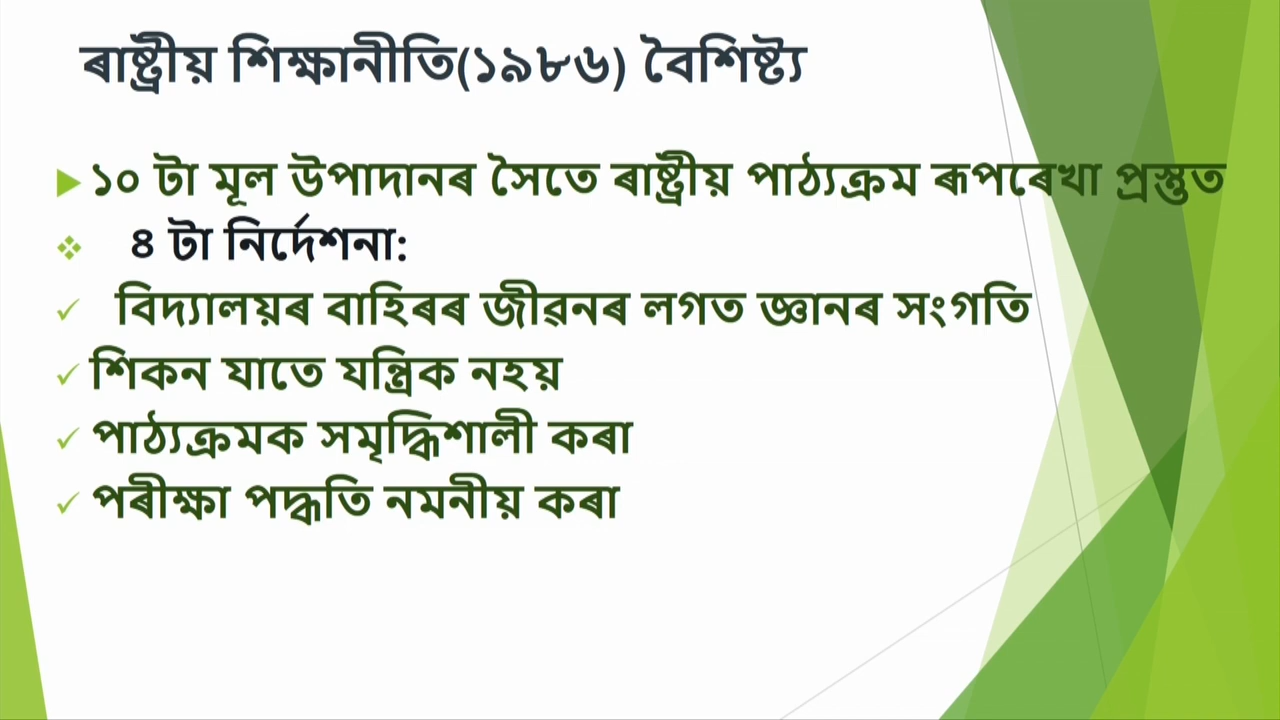 ৰাষ্ট্ৰীয় শিক্ষানীতি(১৯৮৬) বৈশিষ্ট্য
১০ টা মূল উপাদানৰ সৈতে ৰাষ্ট্ৰীয় পাঠ্যক্ৰম ৰূপৰেখা প্ৰস্তুত
৪ টা নিৰ্দেশনা:
বিদ্যালয়ৰ বাহিৰৰ জীৱনৰ লগত জ্ঞানৰ সংগতি
শিকন যাতে যন্ত্ৰিক নহয়
পাঠ্যক্ৰমক সমৃদ্ধিশালী কৰা
পৰীক্ষা পদ্ধতি নমনীয় কৰা